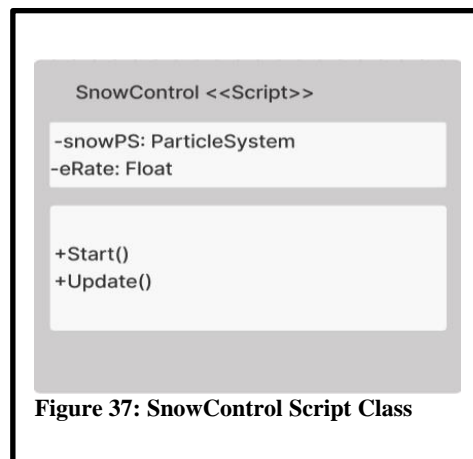 SnowControl <<Script>>
-snowPS: ParticleSystem
-eRate: Float
+Start()
+Update()
Figure 37: SnowControl Script Class